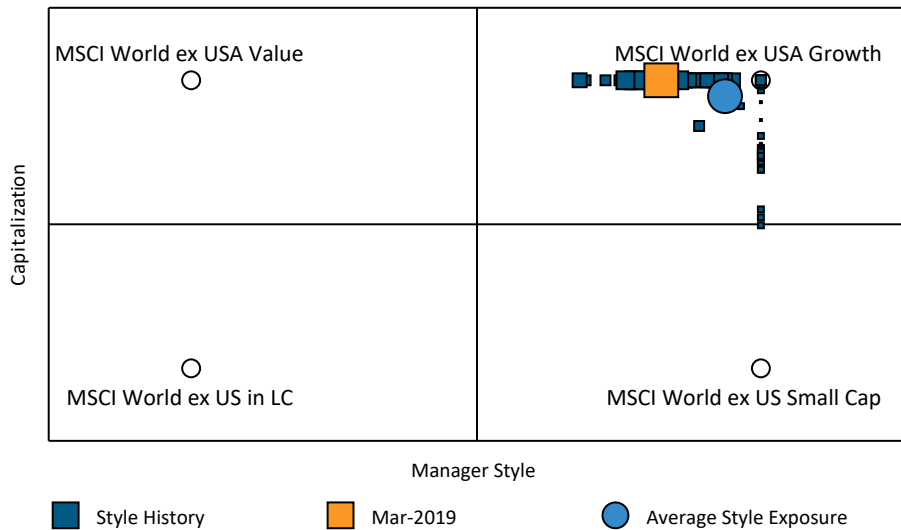 MSCI World ex USA Value
MSCI World ex USA Growth
Capitalization
MSCI World ex US in LC
MSCI World ex US Small Cap
Manager Style
Style History
Mar-2019
Average Style Exposure